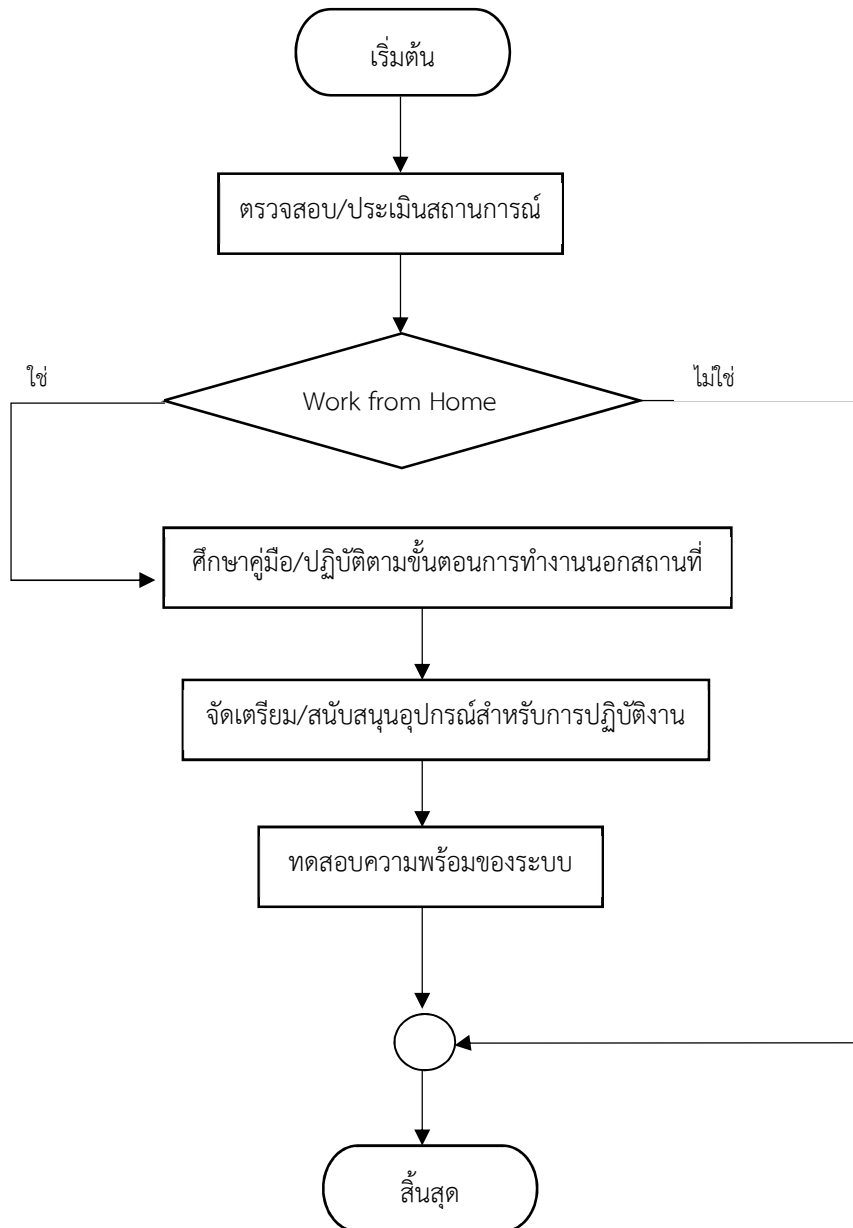 เริ่มต้น
ตรวจสอบ/ประเมินสถานการณ์
ใช่
ไม่ใช่
Work from Home
ศึกษาคู่มือ/ปฏิบัติตามขั้นตอนการทำงานนอกสถานที่
จัดเตรียม/สนับสนุนอุปกรณ์สำหรับการปฏิบัติงาน
ทดสอบความพร้อมของระบบ
สิ้นสุด